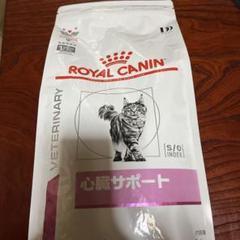 ROYAL CANIN
VETERINARY
S/O
INDEX
心臓サポート